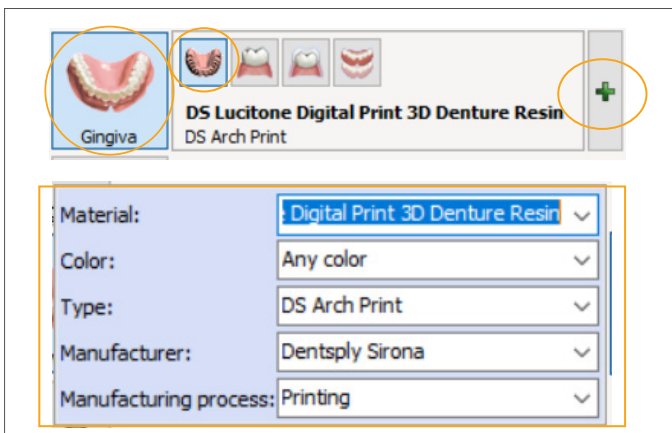 Gingiva
DS Lucitone Digital Print 3D Denture Resin
DS Arch Print
Material:
Digital Print 3D Denture Resin
Color:
Any color
Type:
DS Arch Print
Manufacturer:
Dentsply Sirona
Manufacturing process:
Printing